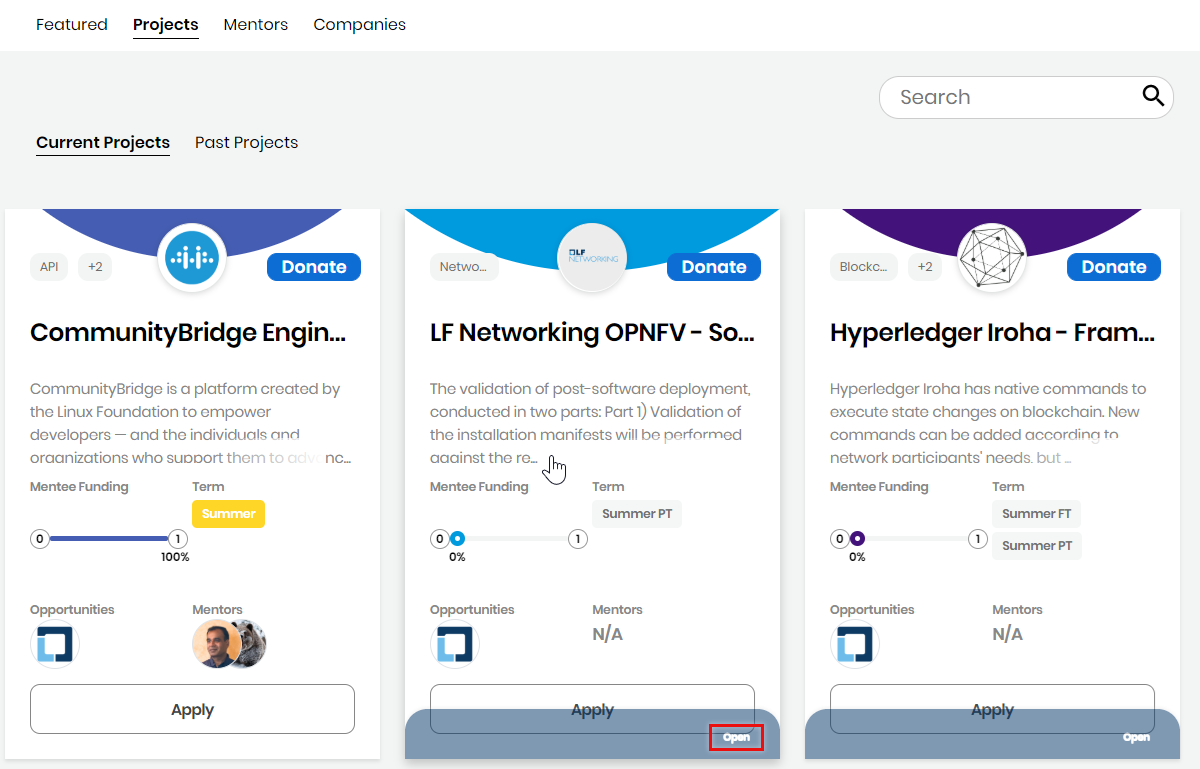 Featured Projects Mentors Companies
Search
Current Projects Past Projects
API +2 Donate
CommunityBridge Engin...
CommunityBridge is a platform created by
the Linux Foundation to empower
developers — and the individuals and
organizations who support them to advanc...
Mentee Funding Term
Summer
0 1
100%
Opportunities Mentors
Apply
LF NETWORKING
Netwo... Donate
LF Networking OPNFV - So...
The validation of post-software deployment,
conducted in two parts: Part 1) Validation of
the installation manifests will be performed
against the re...
Mentee Funding Term
Summer PT
0 1
0%
Opportunities Mentors
N/A
Apply
Open
Blockc... +2 Donate
Hyperledger Iroha - Fram...
Hyperledger Iroha has native commands to
execute state changes on blockchain. New
commands can be added according to
network participants' needs, but ...
Mentee Funding Term
Summer FT
0 1
Summer PT
0%
Opportunities Mentors
N/A
Apply
Open